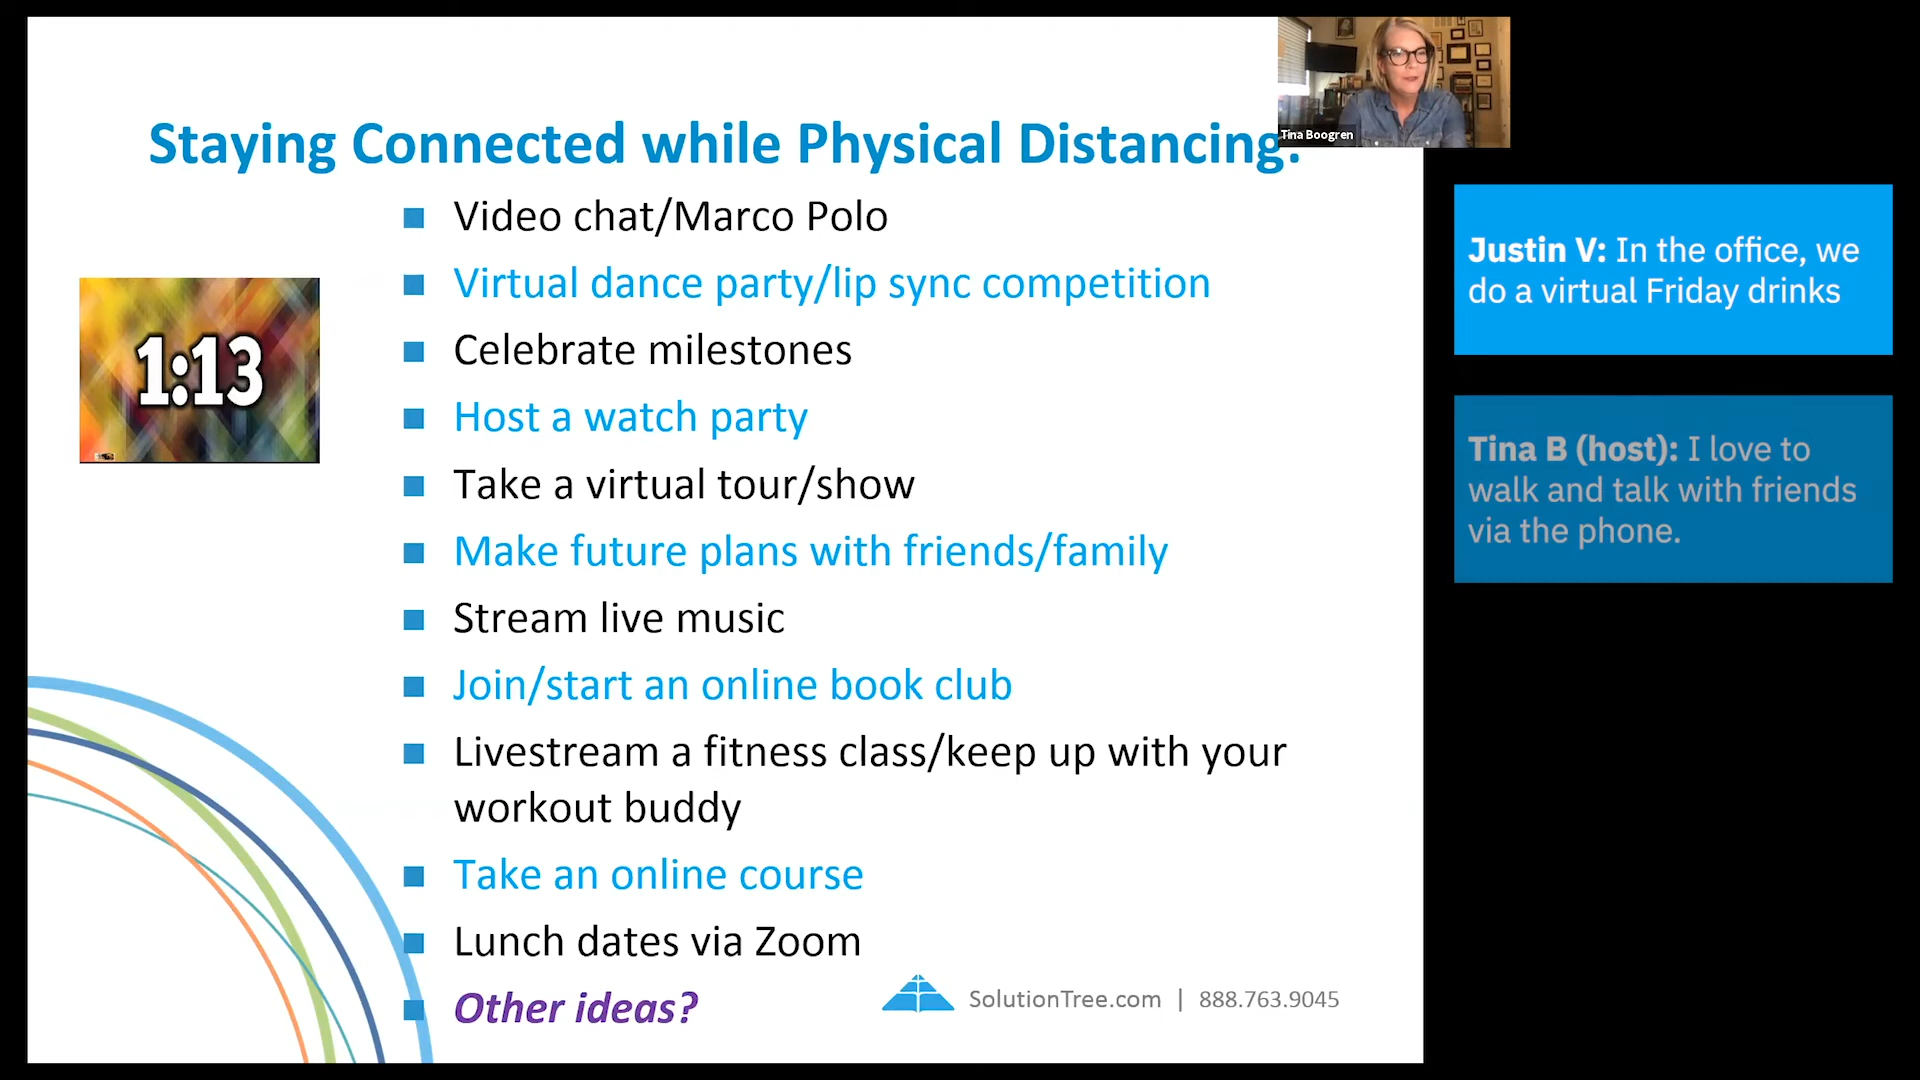 Staying Connected while Physical Distancing:
Tina Boogren
Video chat/Marco Polo
Virtual dance party/lip sync competition
Celebrate milestones
Host a watch party
Take a virtual tour/show
Make future plans with friends/family
Stream live music
Join/start an online book club
Livestream a fitness class/keep up with your
workout buddy
Take an online course
Lunch dates via Zoom
Other ideas?
1:13
SolutionTree.com | 888.763.9045
Justin V: In the office, we
do a virtual Friday drinks
Tina B (host): I love to
walk and talk with friends
via the phone.